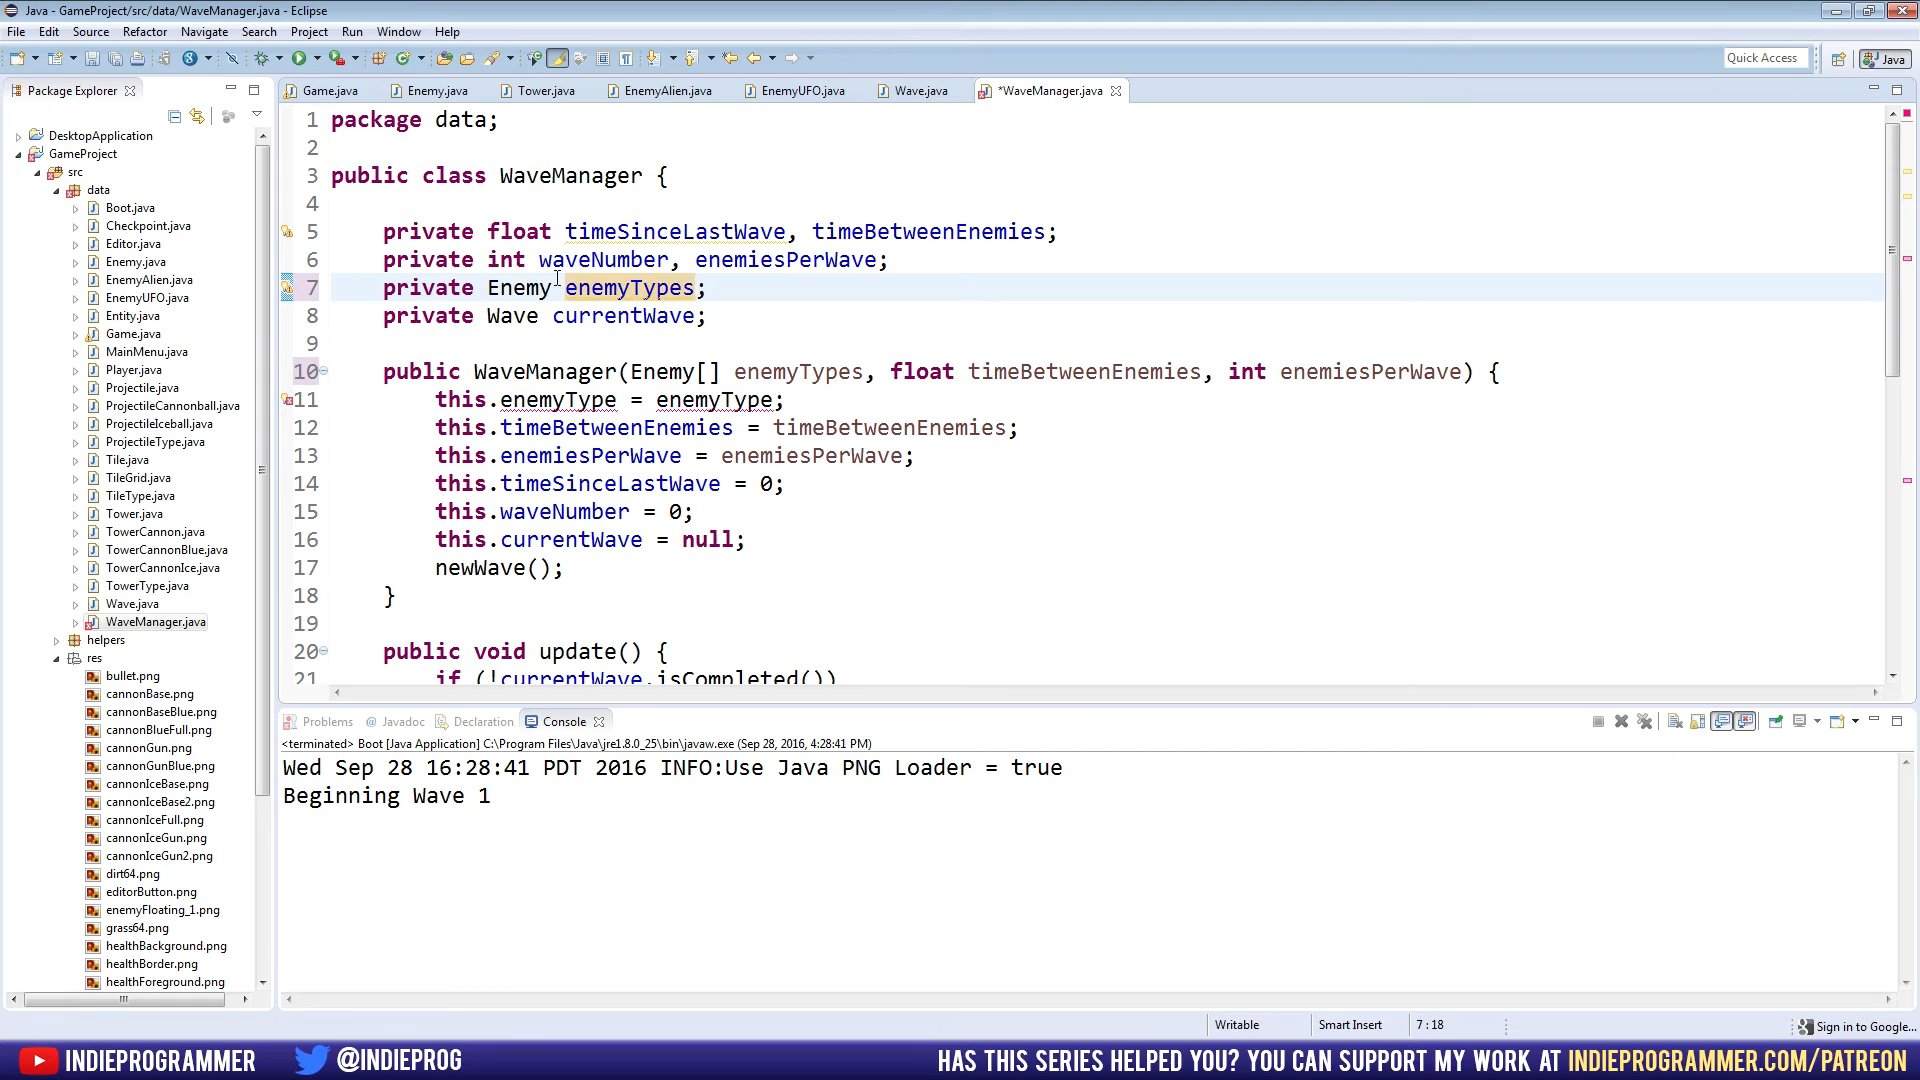 Java - GameProject/src/data/WaveManager.java - Eclipse
File Edit Source Refactor Navigate Search Project Run Window Help
Quick Access
Java
Package Explorer
DesktopApplication
GameProject
src
data
Boot.java
Checkpoint.java
Editor.java
Enemy.java
EnemyAlien.java
EnemyUFO.java
Entity.java
Game.java
MainMenu.java
Player.java
Projectile.java
ProjectileCannonball.java
ProjectileIceball.java
ProjectileType.java
Tile.java
TileGrid.java
TileType.java
Tower.java
TowerCannon.java
TowerCannonBlue.java
TowerCannonIce.java
TowerType.java
Wave.java
WaveManager.java
helpers
res
bullet.png
cannonBase.png
cannonBaseBlue.png
cannonBlueFull.png
cannonGun.png
cannonGunBlue.png
cannonIceBase.png
cannonIceBase2.png
cannonIceFull.png
cannonIceGun.png
cannonIceGun2.png
dirt64.png
editorButton.png
enemyFloating_1.png
grass64.png
healthBackground.png
healthBorder.png
healthForeground.png
Game.java Enemy.java Tower.java EnemyAlien.java EnemyUFO.java Wave.java *WaveManager.java
1 package data;
2
3 public class WaveManager {
4
5 private float timeSinceLastWave, timeBetweenEnemies;
6 private int waveNumber, enemiesPerWave;
7 private Enemy enemyTypes;
8 private Wave currentWave;
9
10 public WaveManager(Enemy[] enemyTypes, float timeBetweenEnemies, int enemiesPerWave) {
11 this.enemyType = enemyType;
12 this.timeBetweenEnemies = timeBetweenEnemies;
13 this.enemiesPerWave = enemiesPerWave;
14 this.timeSinceLastWave = 0;
15 this.waveNumber = 0;
16 this.currentWave = null;
17 newWave();
18 }
19
20 public void update() {
21 if (!currentWave.isCompleted())
Problems Javadoc Declaration Console
<terminated> Boot [Java Application] C:\Program Files\Java\jre1.8.0_25\bin\javaw.exe (Sep 28, 2016, 4:28:41 PM)
Wed Sep 28 16:28:41 PDT 2016 INFO:Use Java PNG Loader = true
Beginning Wave 1
Writable Smart Insert 7 : 18 Sign in to Google...
INDIEPROGRAMMER @INDIEPROG HAS THIS SERIES HELPED YOU? YOU CAN SUPPORT MY WORK AT INDIEPROGRAMMER.COM/PATREON